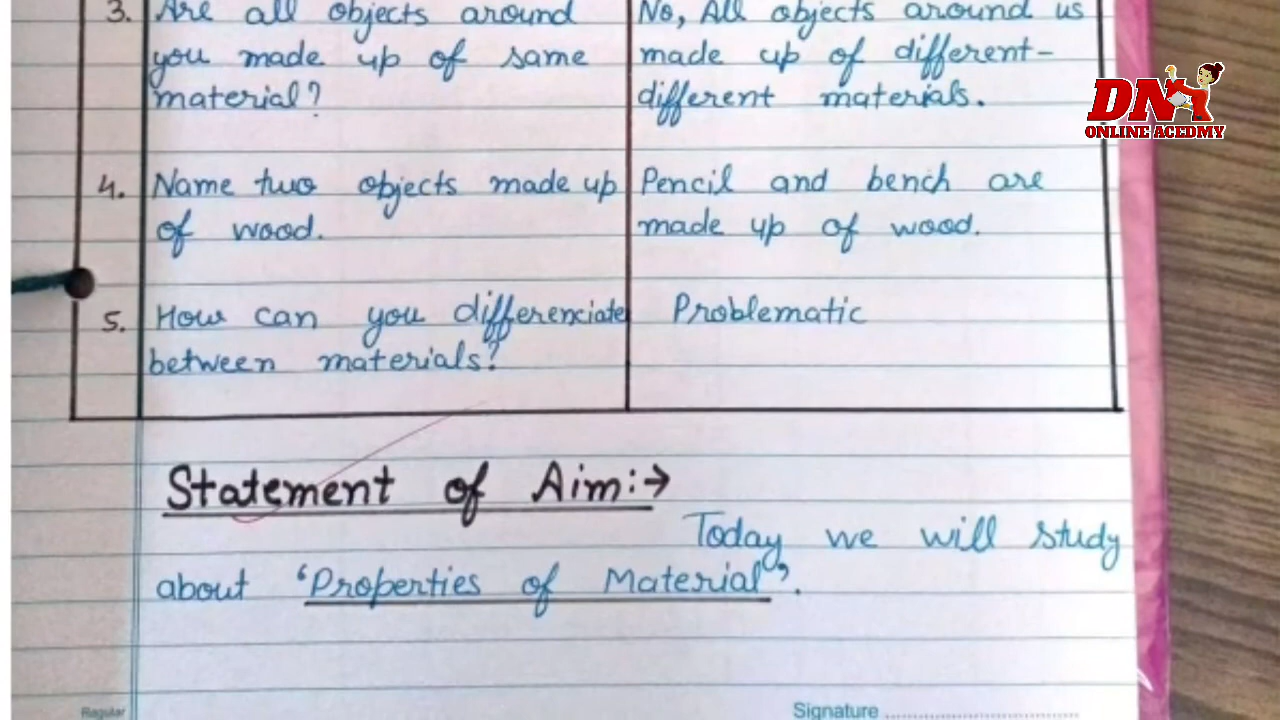 3. Are all objects around No, All objects around us
you made up of same made up of different-
material? different materials.
DN
ONLINE ACEDMY
4. Name two objects made up Pencil and bench are
of wood. made up of wood.
5. How can you differenciate Problematic
between materials?
Statement of Aim:→
Today we will study
about 'Properties of Material'.
Regular Signature